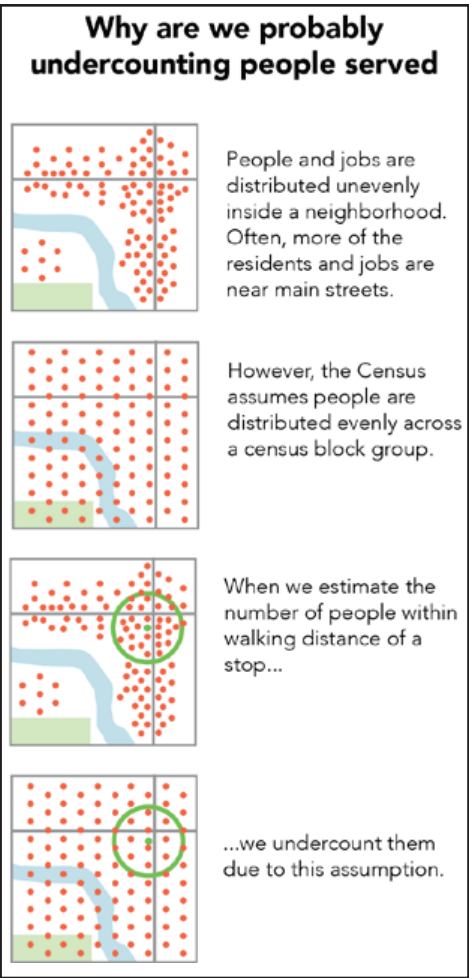 Why are we probably
undercounting people served
People and jobs are
distributed unevenly
inside a neighborhood.
Often, more of the
residents and jobs are
near main streets.
However, the Census
assumes people are
distributed evenly across
a census block group.
When we estimate the
number of people within
walking distance of a
stop...
...we undercount them
due to this assumption.